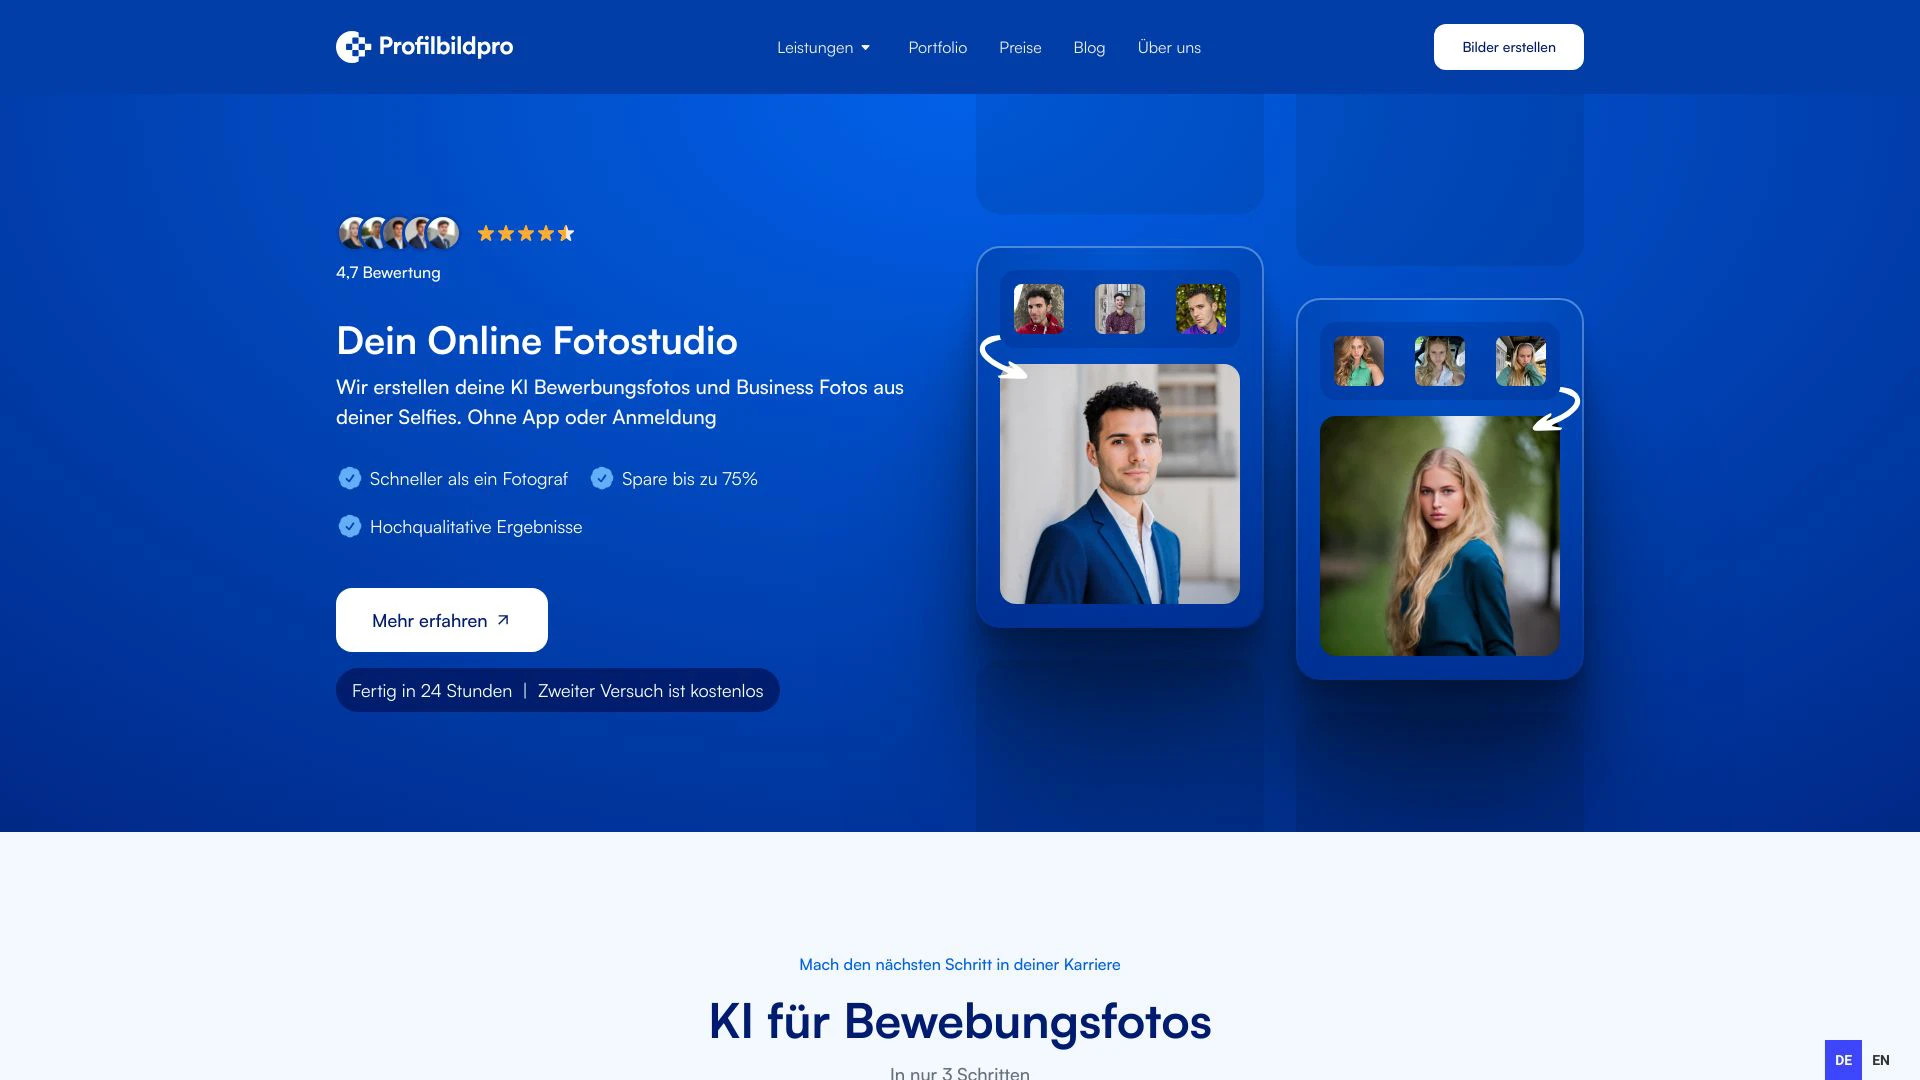 Profilbildpro
Leistungen
Portfolio
Preise
Blog
Über uns
Bilder erstellen
4,7 Bewertung
Dein Online Fotostudio
Wir erstellen deine KI Bewerbungsfotos und Business Fotos aus
deiner Selfies. Ohne App oder Anmeldung
Schneller als ein Fotograf
Spare bis zu 75%
Hochqualitative Ergebnisse
Mehr erfahren
Fertig in 24 Stunden | Zweiter Versuch ist kostenlos
Mach den nächsten Schritt in deiner Karriere
KI für Bewebungsfotos
In nur 3 Schritten
DE
EN